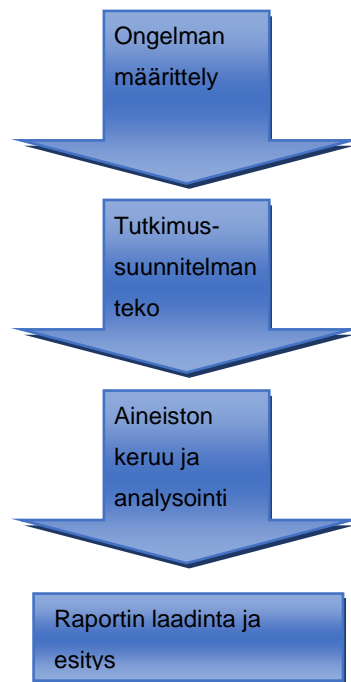 Ongelman
määrittely
Tutkimus-
suunnitelman
teko
Aineiston
keruu ja
analysointi
Raportin laadinta ja
esitys